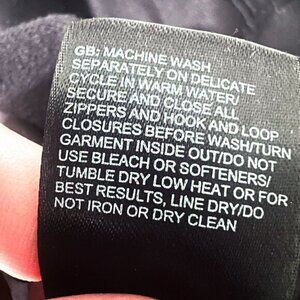 GB: MACHINE WASH
SEPARATELY ON DELICATE
CYCLE IN WARM WATER/
SECURE AND CLOSE ALL
ZIPPERS AND HOOK AND LOOP
CLOSURES BEFORE WASH/TURN
GARMENT INSIDE OUT/DO NOT
USE BLEACH OR SOFTENERS/
TUMBLE DRY LOW HEAT OR FOR
BEST RESULTS, LINE DRY/DO
NOT IRON OR DRY CLEAN